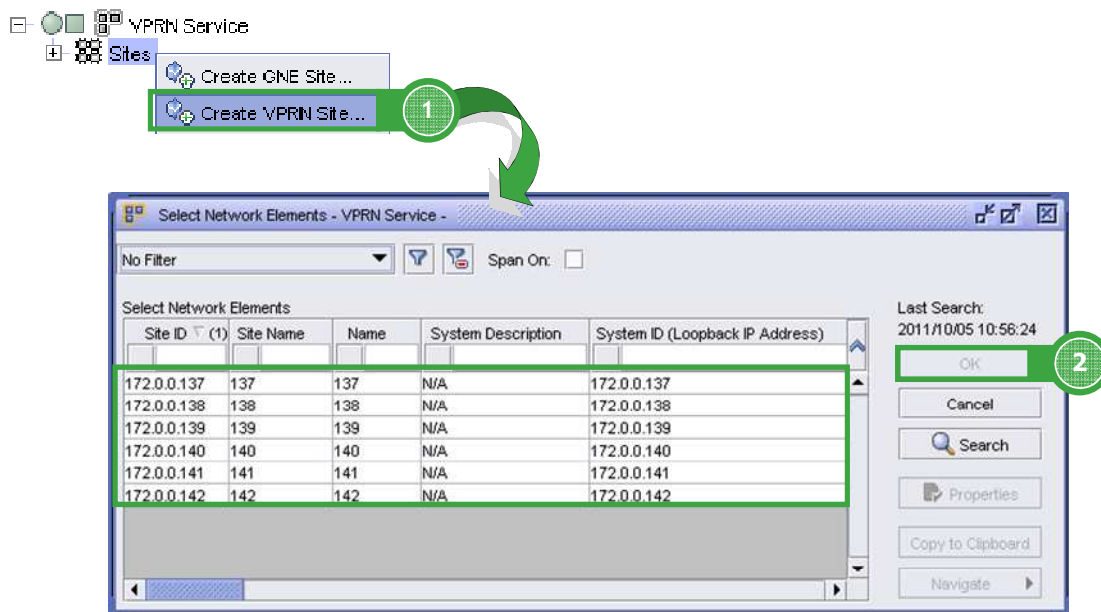 VPRN Service
Sites
Create GNE Site...
Create VPRN Site...
1
Select Network Elements - VPRN Service -
No Filter
Span On:
Select Network Elements
Last Search:
2011/10/05 10:56:24
Site ID (1) Site Name Name System Description System ID (Loopback IP Address)
172.0.0.137 137 137 N/A 172.0.0.137
172.0.0.138 138 138 N/A 172.0.0.138
172.0.0.139 139 139 N/A 172.0.0.139
172.0.0.140 140 140 N/A 172.0.0.140
172.0.0.141 141 141 N/A 172.0.0.141
172.0.0.142 142 142 N/A 172.0.0.142
OK
2
Cancel
Search
Properties
Copy to Clipboard
Navigate